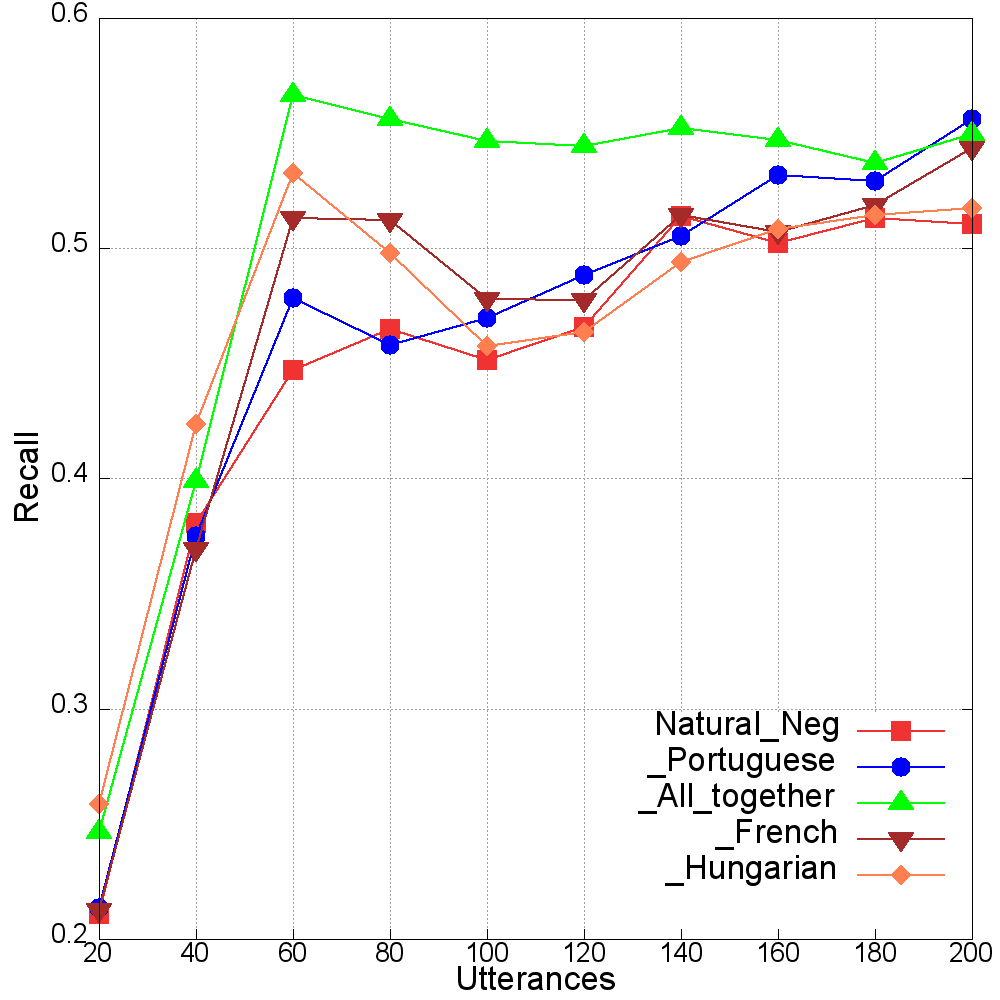 0.6
0.5
0.4
0.3
0.2
Recall
20 40 60 80 100 120 140 160 180 200
Utterances
Natural_Neg
_Portuguese
_All_together
_French
_Hungarian